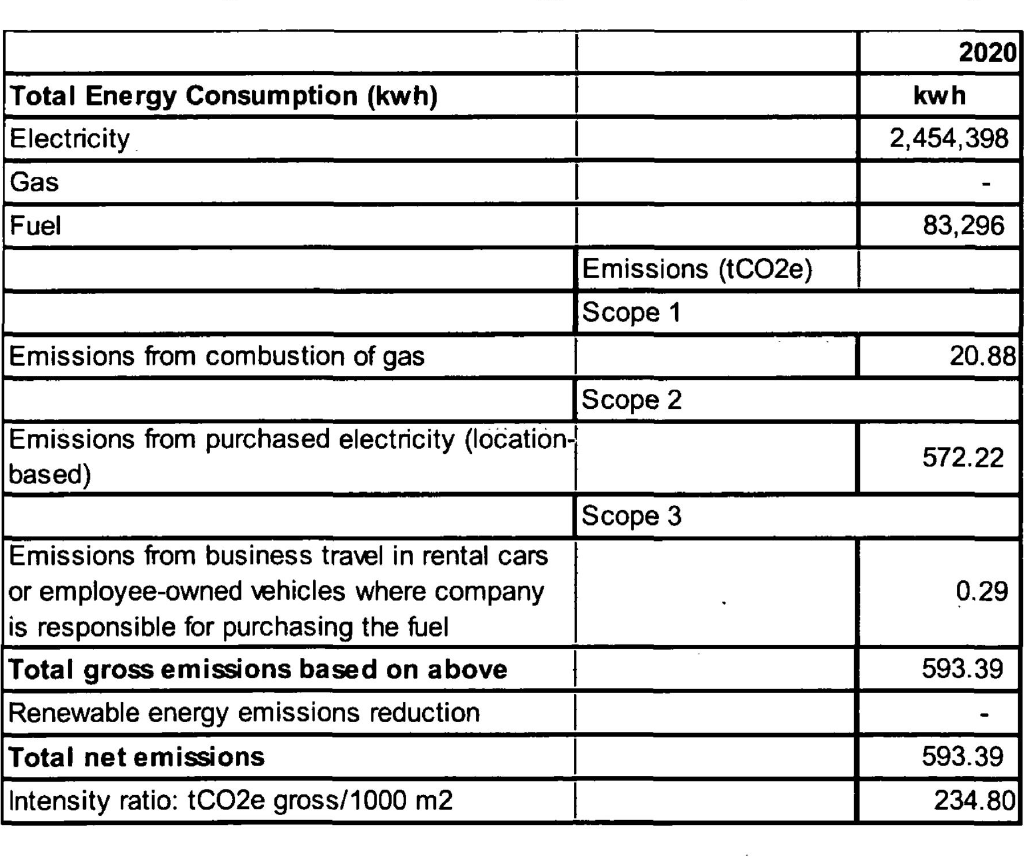 2020
Total Energy Consumption (kwh) kwh
Electricity 2,454,398
Gas -
Fuel 83,296
Emissions (tCO2e)
Scope 1
Emissions from combustion of gas 20.88
Scope 2
Emissions from purchased electricity (location-
based) 572.22
Scope 3
Emissions from business travel in rental cars
or employee-owned vehicles where company 0.29
is responsible for purchasing the fuel
Total gross emissions based on above 593.39
Renewable energy emissions reduction -
Total net emissions 593.39
Intensity ratio: tCO2e gross/1000 m2 234.80